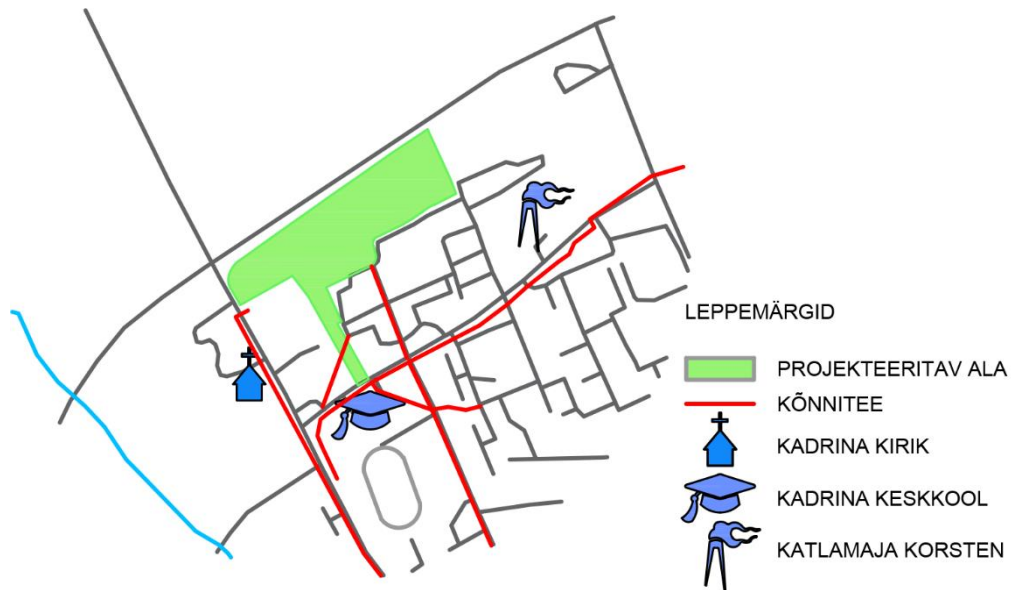 LEPPEMÄRGID
PROJEKTEERITAV ALA
KÕNNITEE
KADRINA KIRIK
KADRINA KESKKOOL
KATLAMAJA KORSTEN